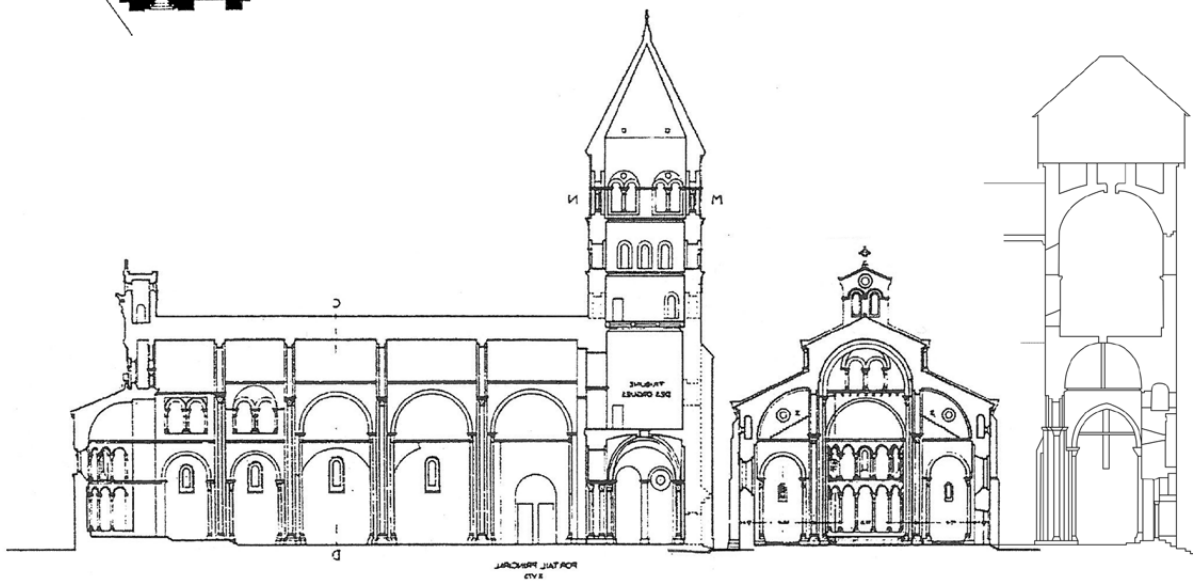 N M
C
TRIBUNE
DES ORGUES
D
PORTAIL PRINCIPAL